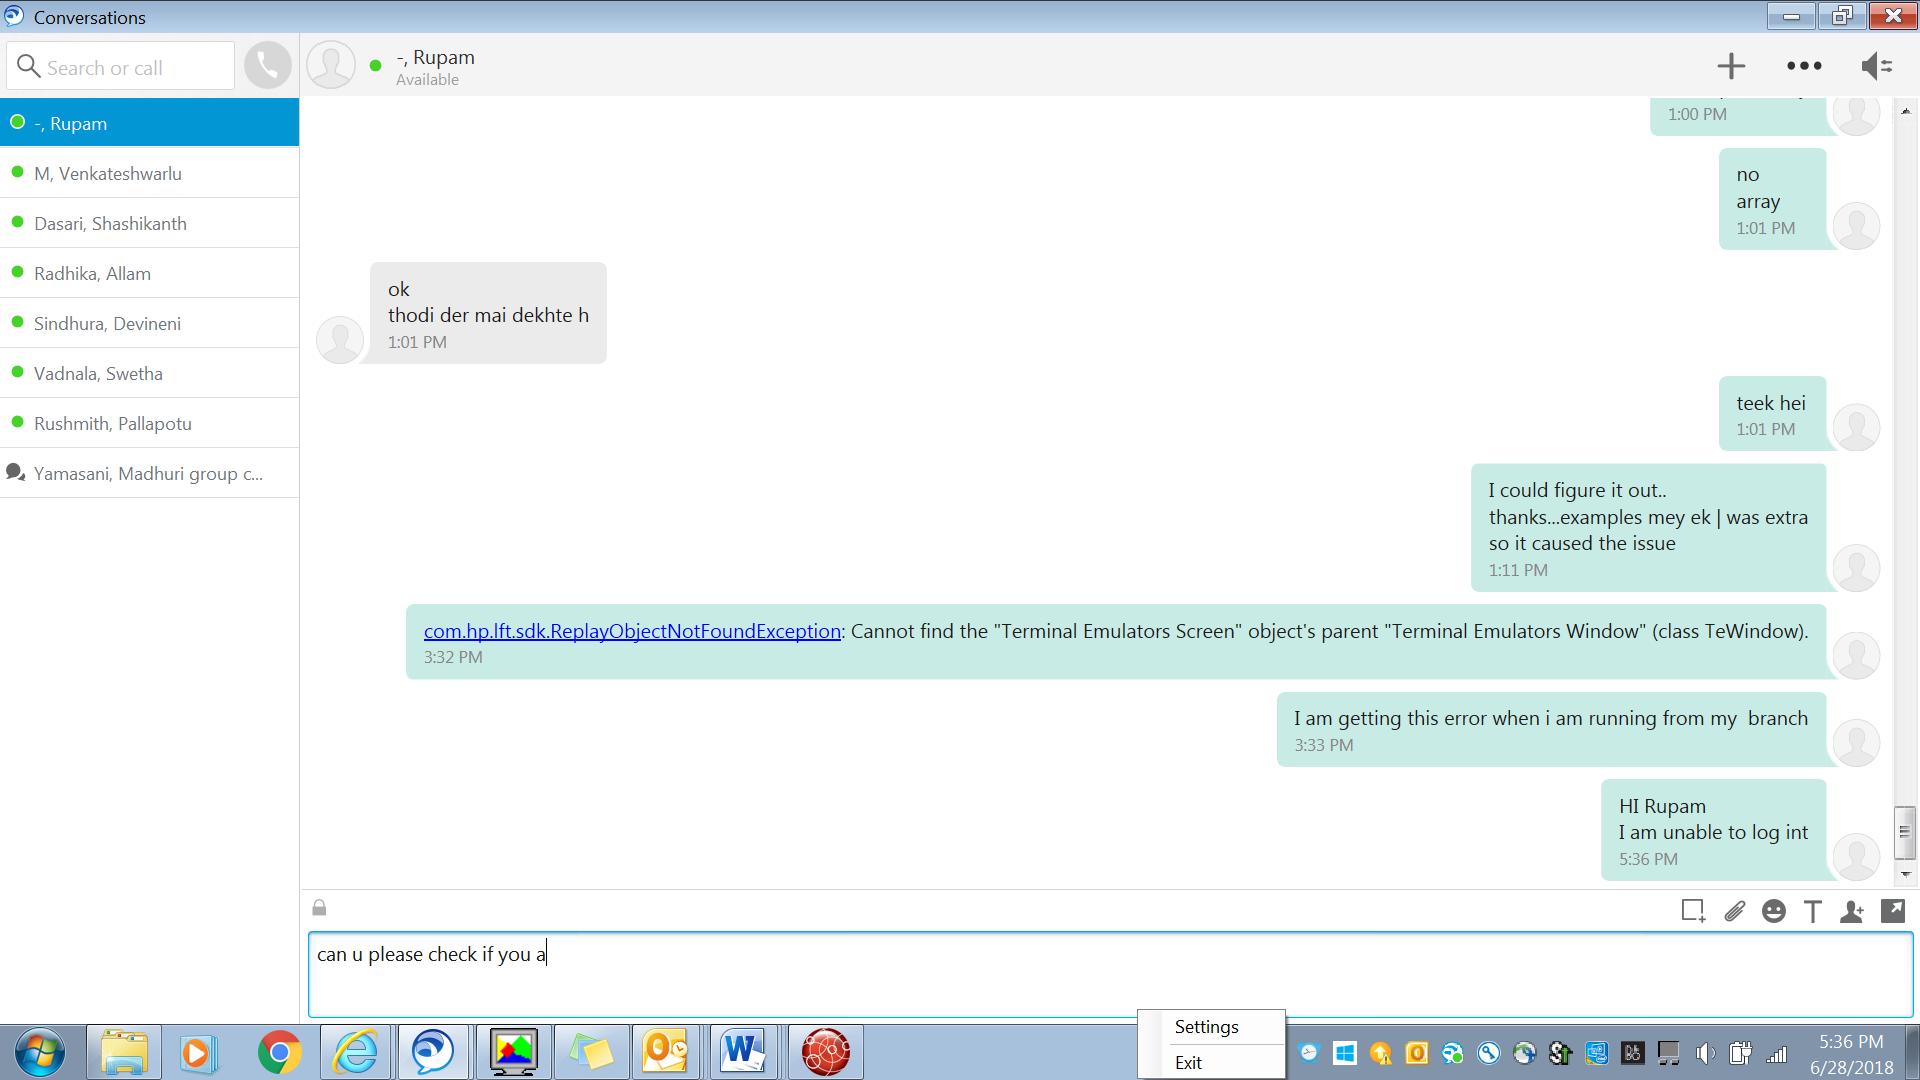 Conversations
Search or call
-, Rupam
Available
-, Rupam
M, Venkateshwarlu
Dasari, Shashikanth
Radhika, Allam
Sindhura, Devineni
Vadnala, Swetha
Rushmith, Pallapotu
Yamasani, Madhuri group c...
1:00 PM
no
array
1:01 PM
ok
thodi der mai dekhte h
1:01 PM
teek hei
1:01 PM
I could figure it out..
thanks...examples mey ek | was extra
so it caused the issue
1:11 PM
com.hp.lft.sdk.ReplayObjectNotFoundException: Cannot find the "Terminal Emulators Screen" object's parent "Terminal Emulators Window" (class TeWindow).
3:32 PM
I am getting this error when i am running from my  branch
3:33 PM
HI Rupam
I am unable to log int
5:36 PM
can u please check if you a
Settings
Exit
5:36 PM
6/28/2018